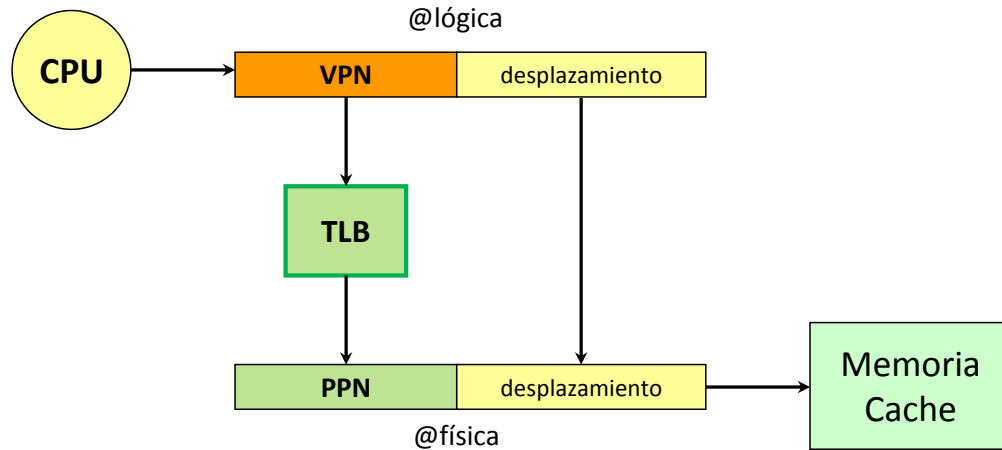 @lógica
CPU
VPN
desplazamiento
TLB
PPN
desplazamiento
@física
Memoria
Cache